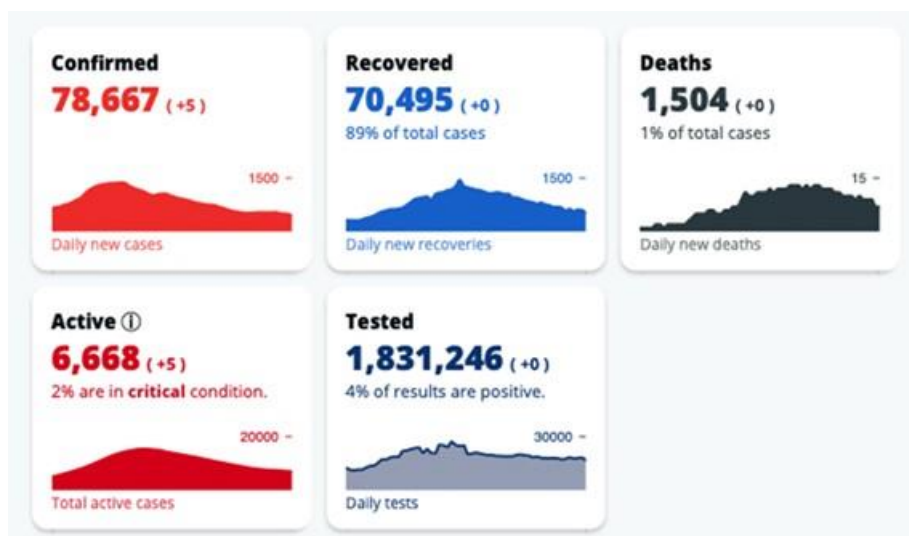 Confirmed
78,667 ( +5 )
1500 -
Daily new cases
Recovered
70,495 ( +0 )
89% of total cases
1500 -
Daily new recoveries
Deaths
1,504 ( +0 )
1% of total cases
15 -
Daily new deaths
Active ⓘ
6,668 ( +5 )
2% are in critical condition.
20000 -
Total active cases
Tested
1,831,246 ( +0 )
4% of results are positive.
30000 -
Daily tests